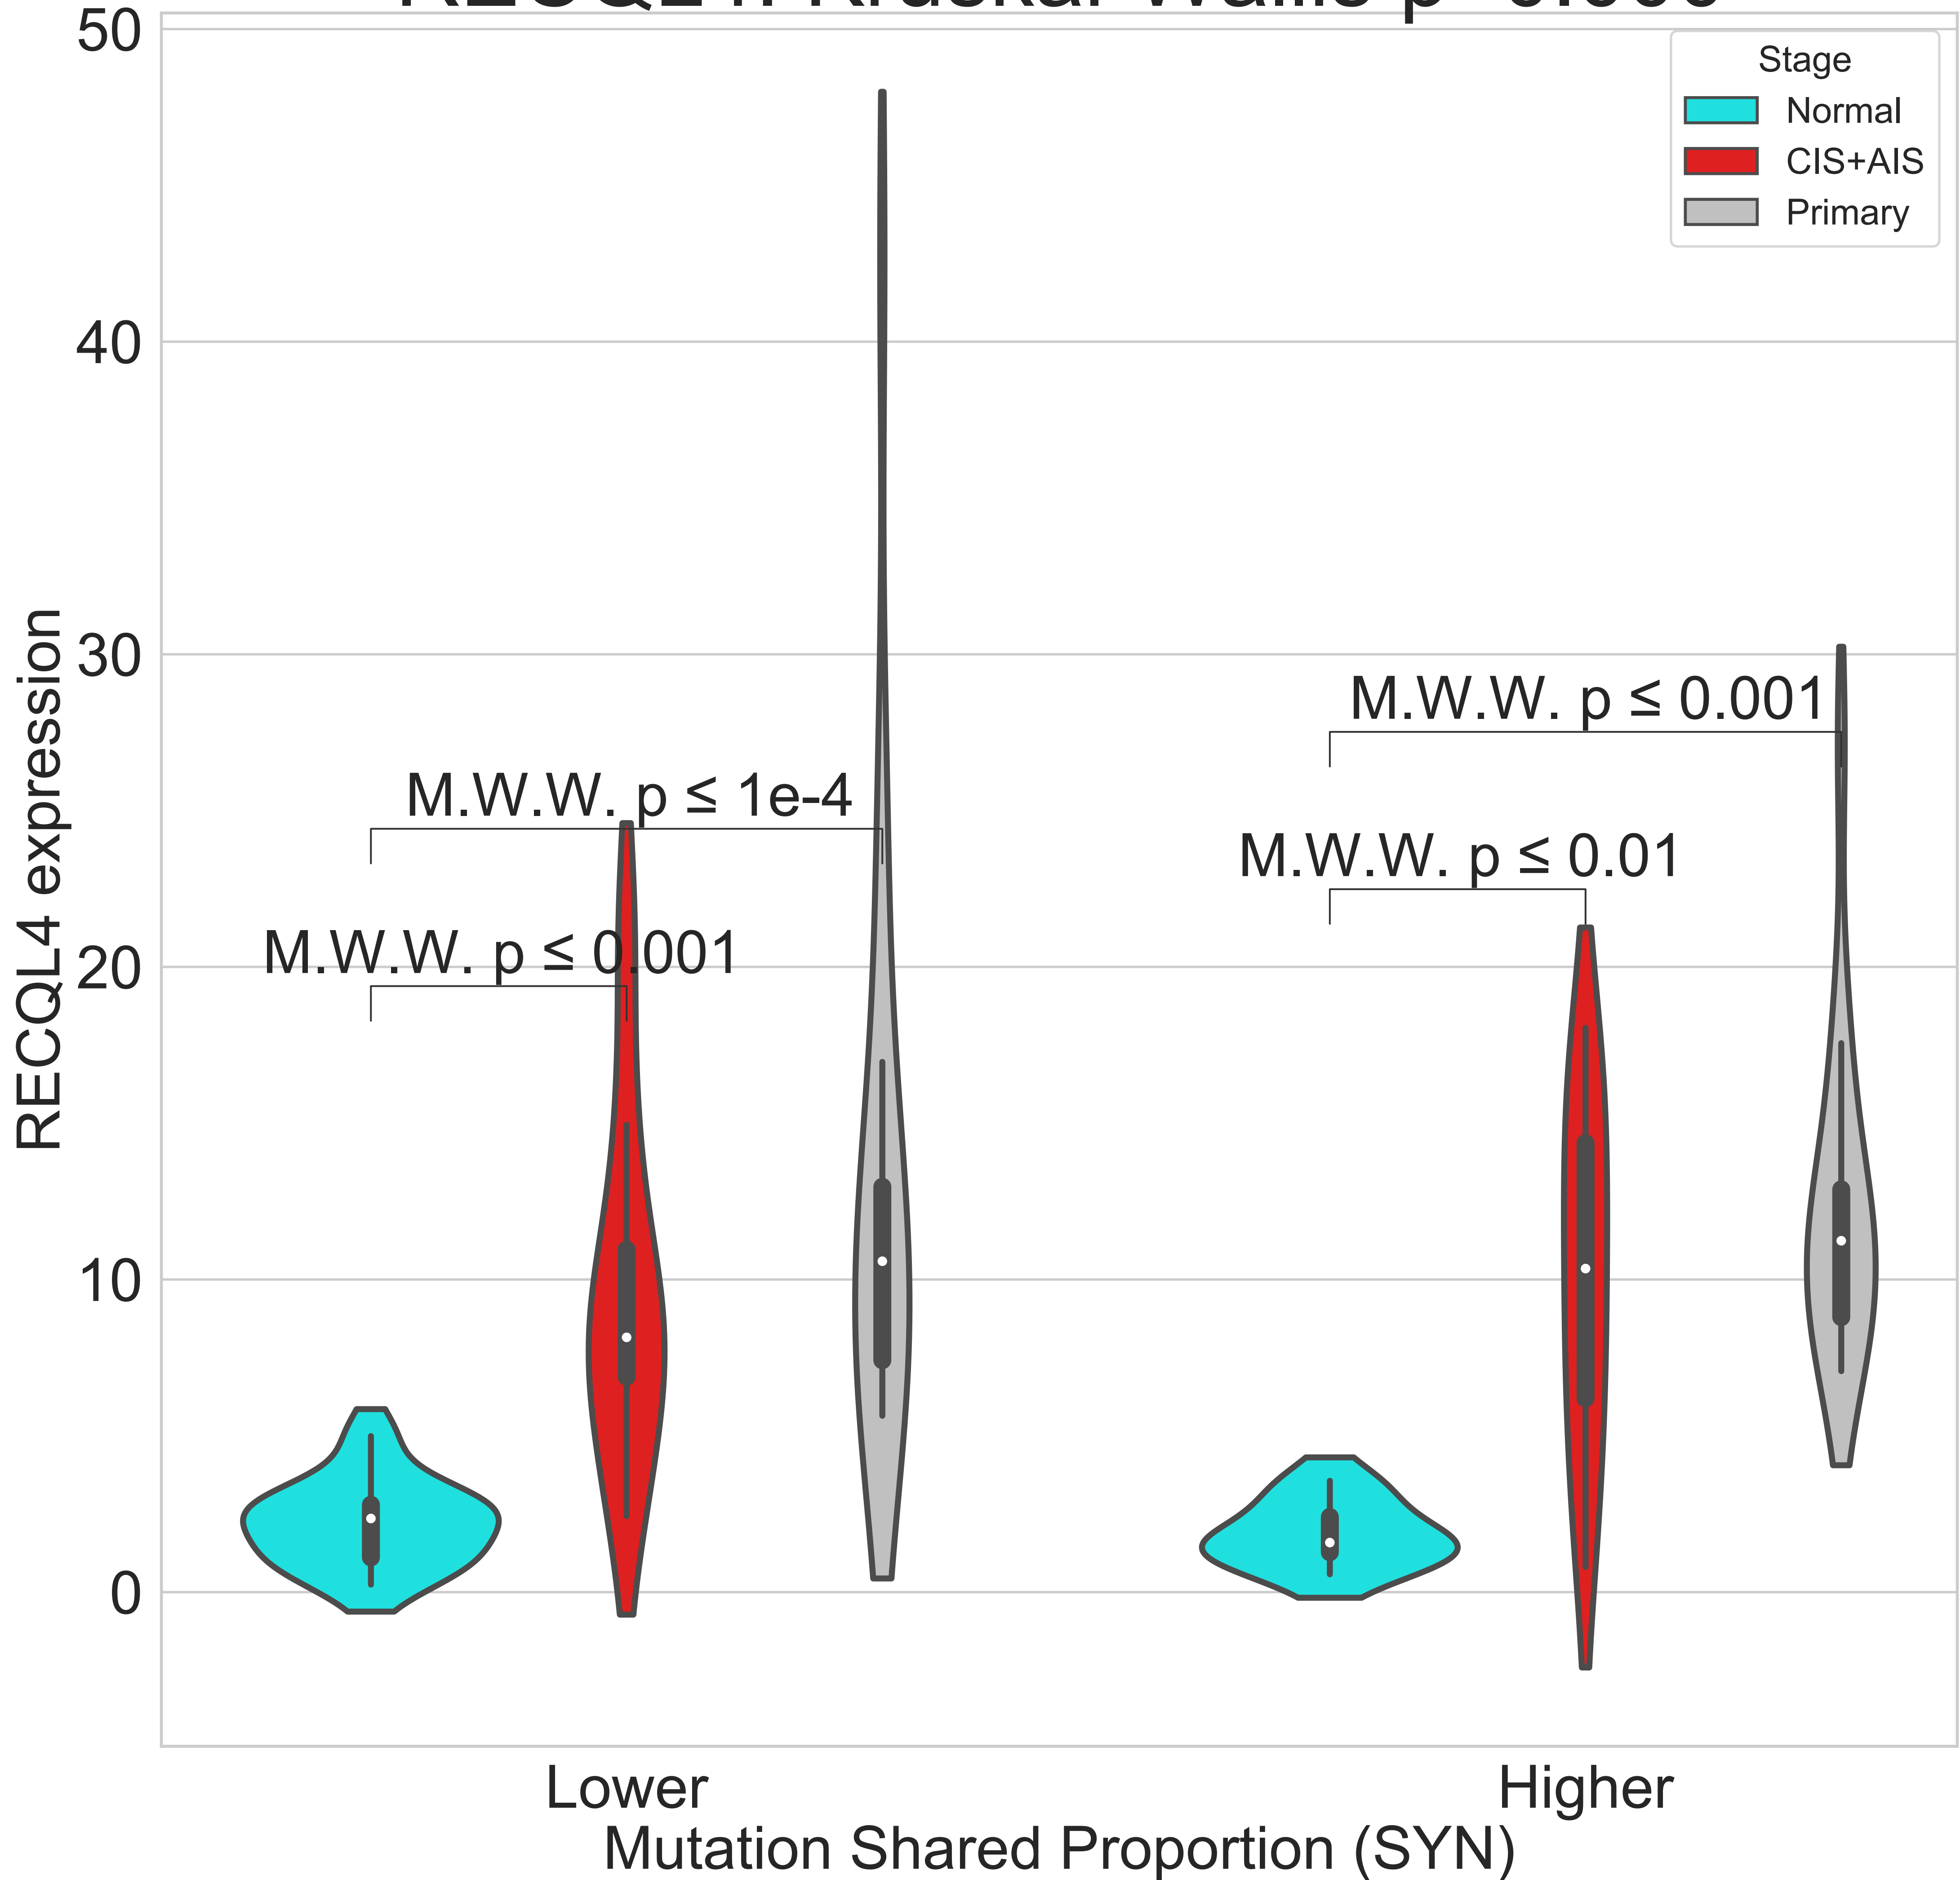 50
40
30
20
10
0
RECQL4 expression
Stage
Normal
CIS+AIS
Primary
M.W.W. p ≤ 0.001
M.W.W. p ≤ 1e-4
M.W.W. p ≤ 0.01
M.W.W. p ≤ 0.001
Lower
Higher
Mutation Shared Proportion (SYN)